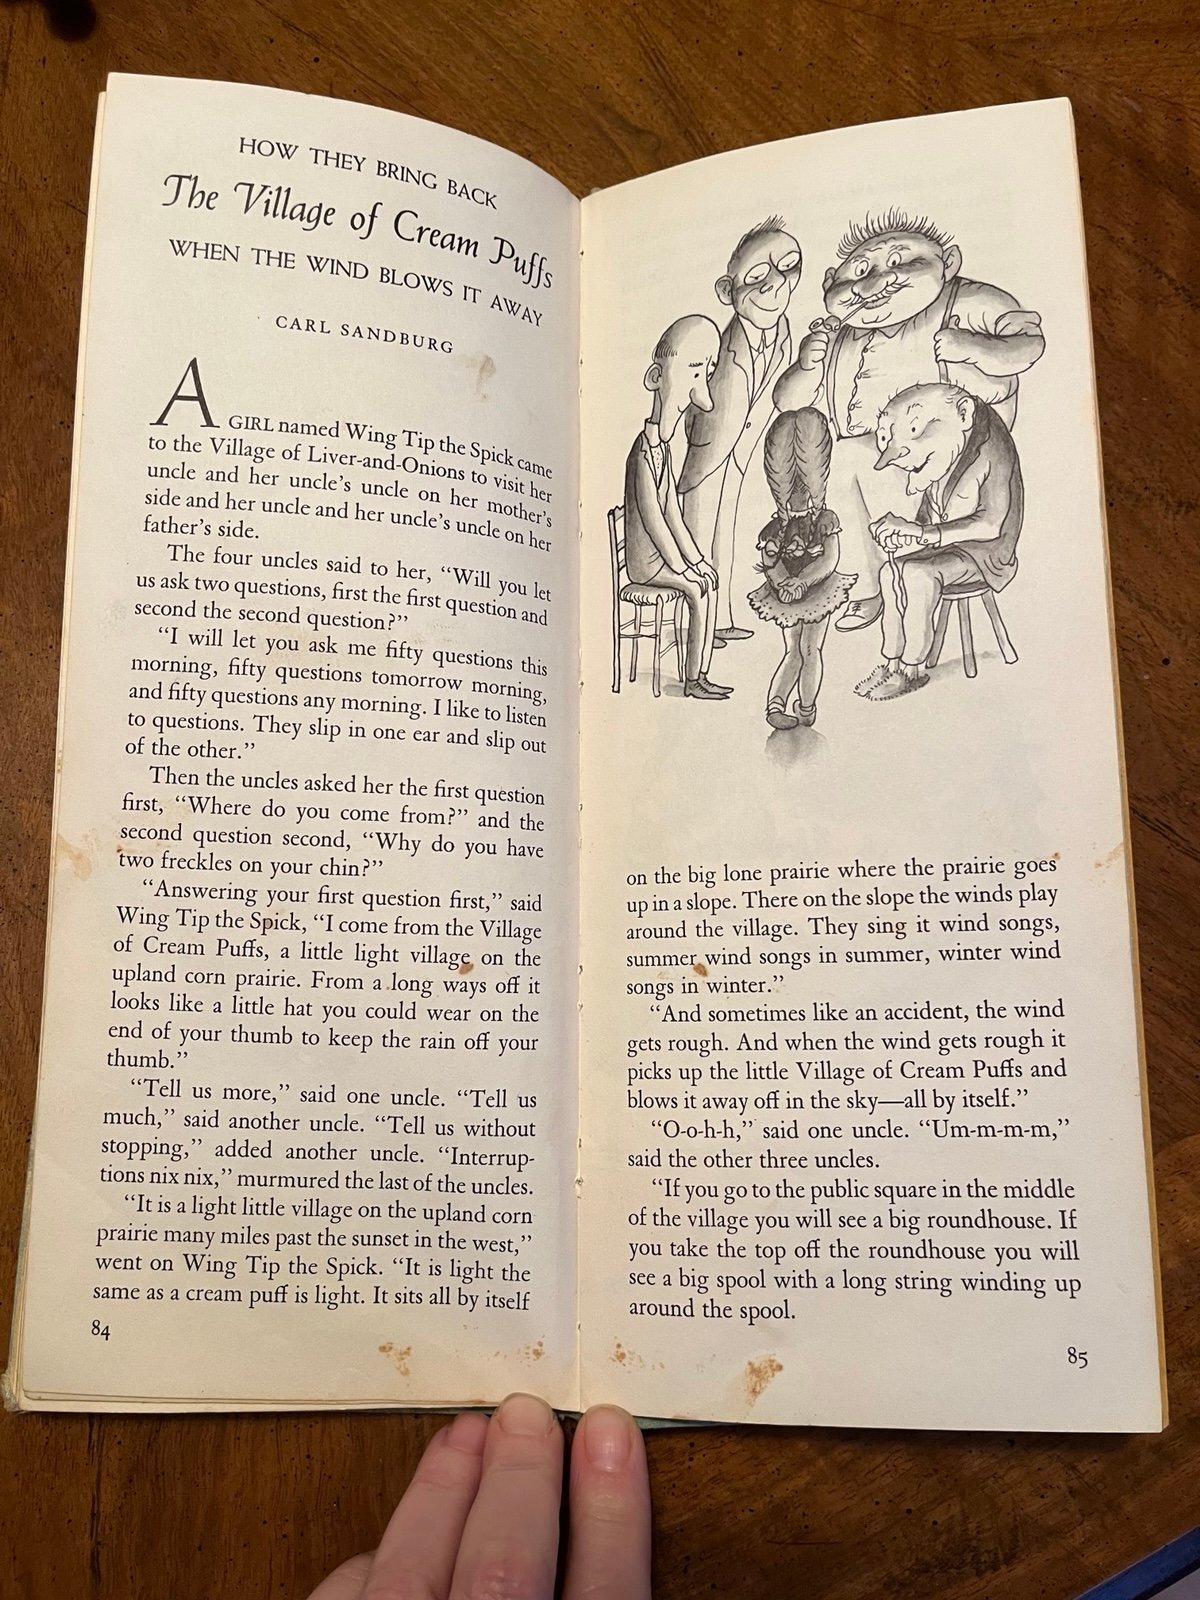 HOW THEY BRING BACK
The Village of Cream Puffs
WHEN THE WIND BLOWS IT AWAY
CARL SANDBURG
A GIRL named Wing Tip the Spick came
to the Village of Liver-and-Onions to visit her
uncle and her uncle's uncle on her mother's
side and her uncle and her uncle's uncle on her
father's side.
The four uncles said to her, “Will you let
us ask two questions, first the first question and
second the second question?”
“I will let you ask me fifty questions this
morning, fifty questions tomorrow morning,
and fifty questions any morning. I like to listen
to questions. They slip in one ear and slip out
of the other.”
Then the uncles asked her the first question
first, “Where do you come from?” and the
second question second, “Why do you have
two freckles on your chin?”
“Answering your first question first,” said
Wing Tip the Spick, “I come from the Village
of Cream Puffs, a little light village on the
upland corn prairie. From a long ways off it
looks like a little hat you could wear on the
end of your thumb to keep the rain off your
thumb.”
“Tell us more,” said one uncle. “Tell us
much,” said another uncle. “Tell us without
stopping,” added another uncle. “Interrup-
tions nix nix,” murmured the last of the uncles.
“It is a light little village on the upland corn
prairie many miles past the sunset in the west,”
went on Wing Tip the Spick. “It is light the
same as a cream puff is light. It sits all by itself
84
on the big lone prairie where the prairie goes
up in a slope. There on the slope the winds play
around the village. They sing it wind songs,
summer wind songs in summer, winter wind
songs in winter.”
“And sometimes like an accident, the wind
gets rough. And when the wind gets rough it
picks up the little Village of Cream Puffs and
blows it away off in the sky—all by itself.”
“O-o-h-h,” said one uncle. “Um-m-m-m,”
said the other three uncles.
“If you go to the public square in the middle
of the village you will see a big roundhouse. If
you take the top off the roundhouse you will
see a big spool with a long string winding up
around the spool.
85